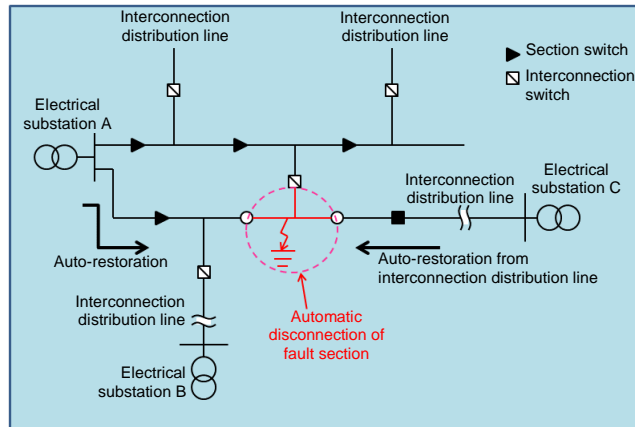 Interconnection
distribution line
Interconnection
distribution line
Section switch
Interconnection
switch
Electrical
substation A
Electrical
substation C
Interconnection
distribution line
Auto-restoration
Auto-restoration from
interconnection distribution line
Interconnection
distribution line
Automatic
disconnection of
fault section
Electrical
substation B